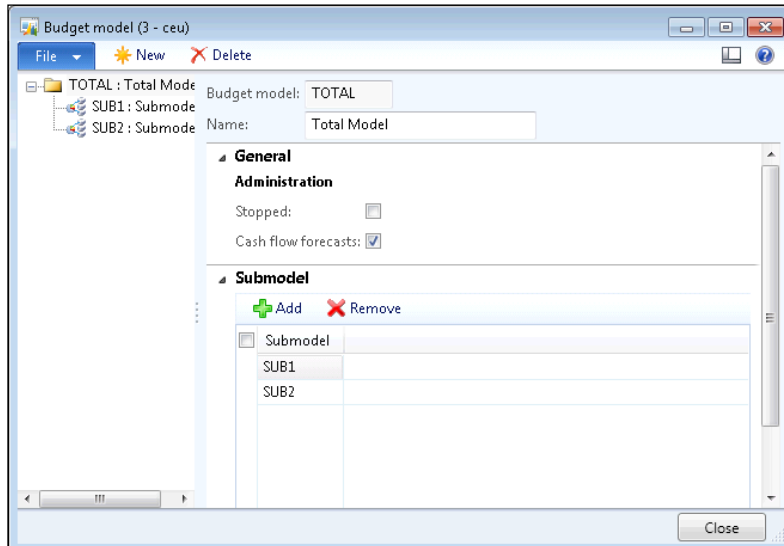 Budget model (3 - ceu)
File New Delete
TOTAL : Total Mode
SUB1 : Submode
SUB2 : Submode
Budget model: TOTAL
Name: Total Model
General
Administration
Stopped:
Cash flow forecasts:
Submodel
Add Remove
Submodel
SUB1
SUB2
Close